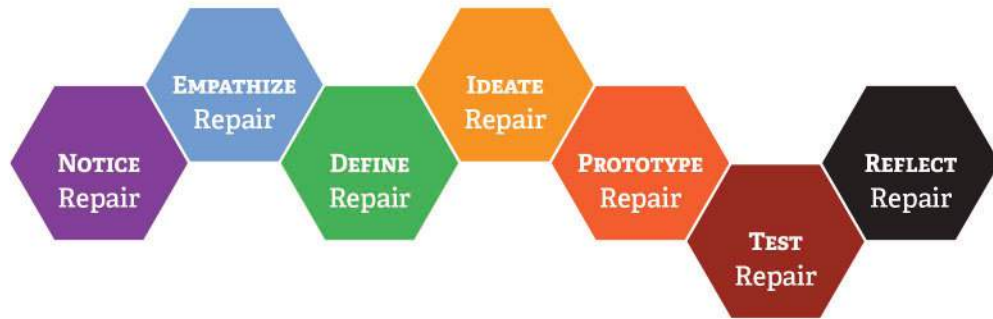 NOTICE
Repair
EMPATHIZE
Repair
DEFINE
Repair
IDEATE
Repair
PROTOTYPE
Repair
TEST
Repair
REFLECT
Repair